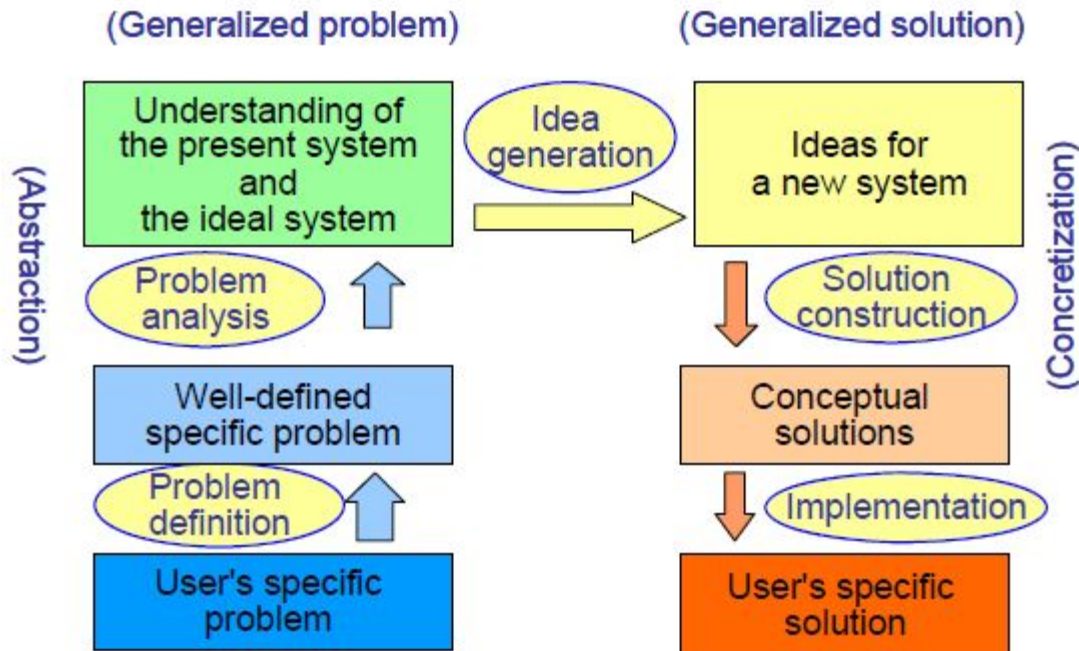 (Generalized problem)
(Generalized solution)
Understanding of
the present system
and
the ideal system
Idea
generation
Ideas for
a new system
(Abstraction)
(Concretization)
Problem
analysis
Solution
construction
Well-defined
specific problem
Conceptual
solutions
Problem
definition
Implementation
User's specific
problem
User's specific
solution